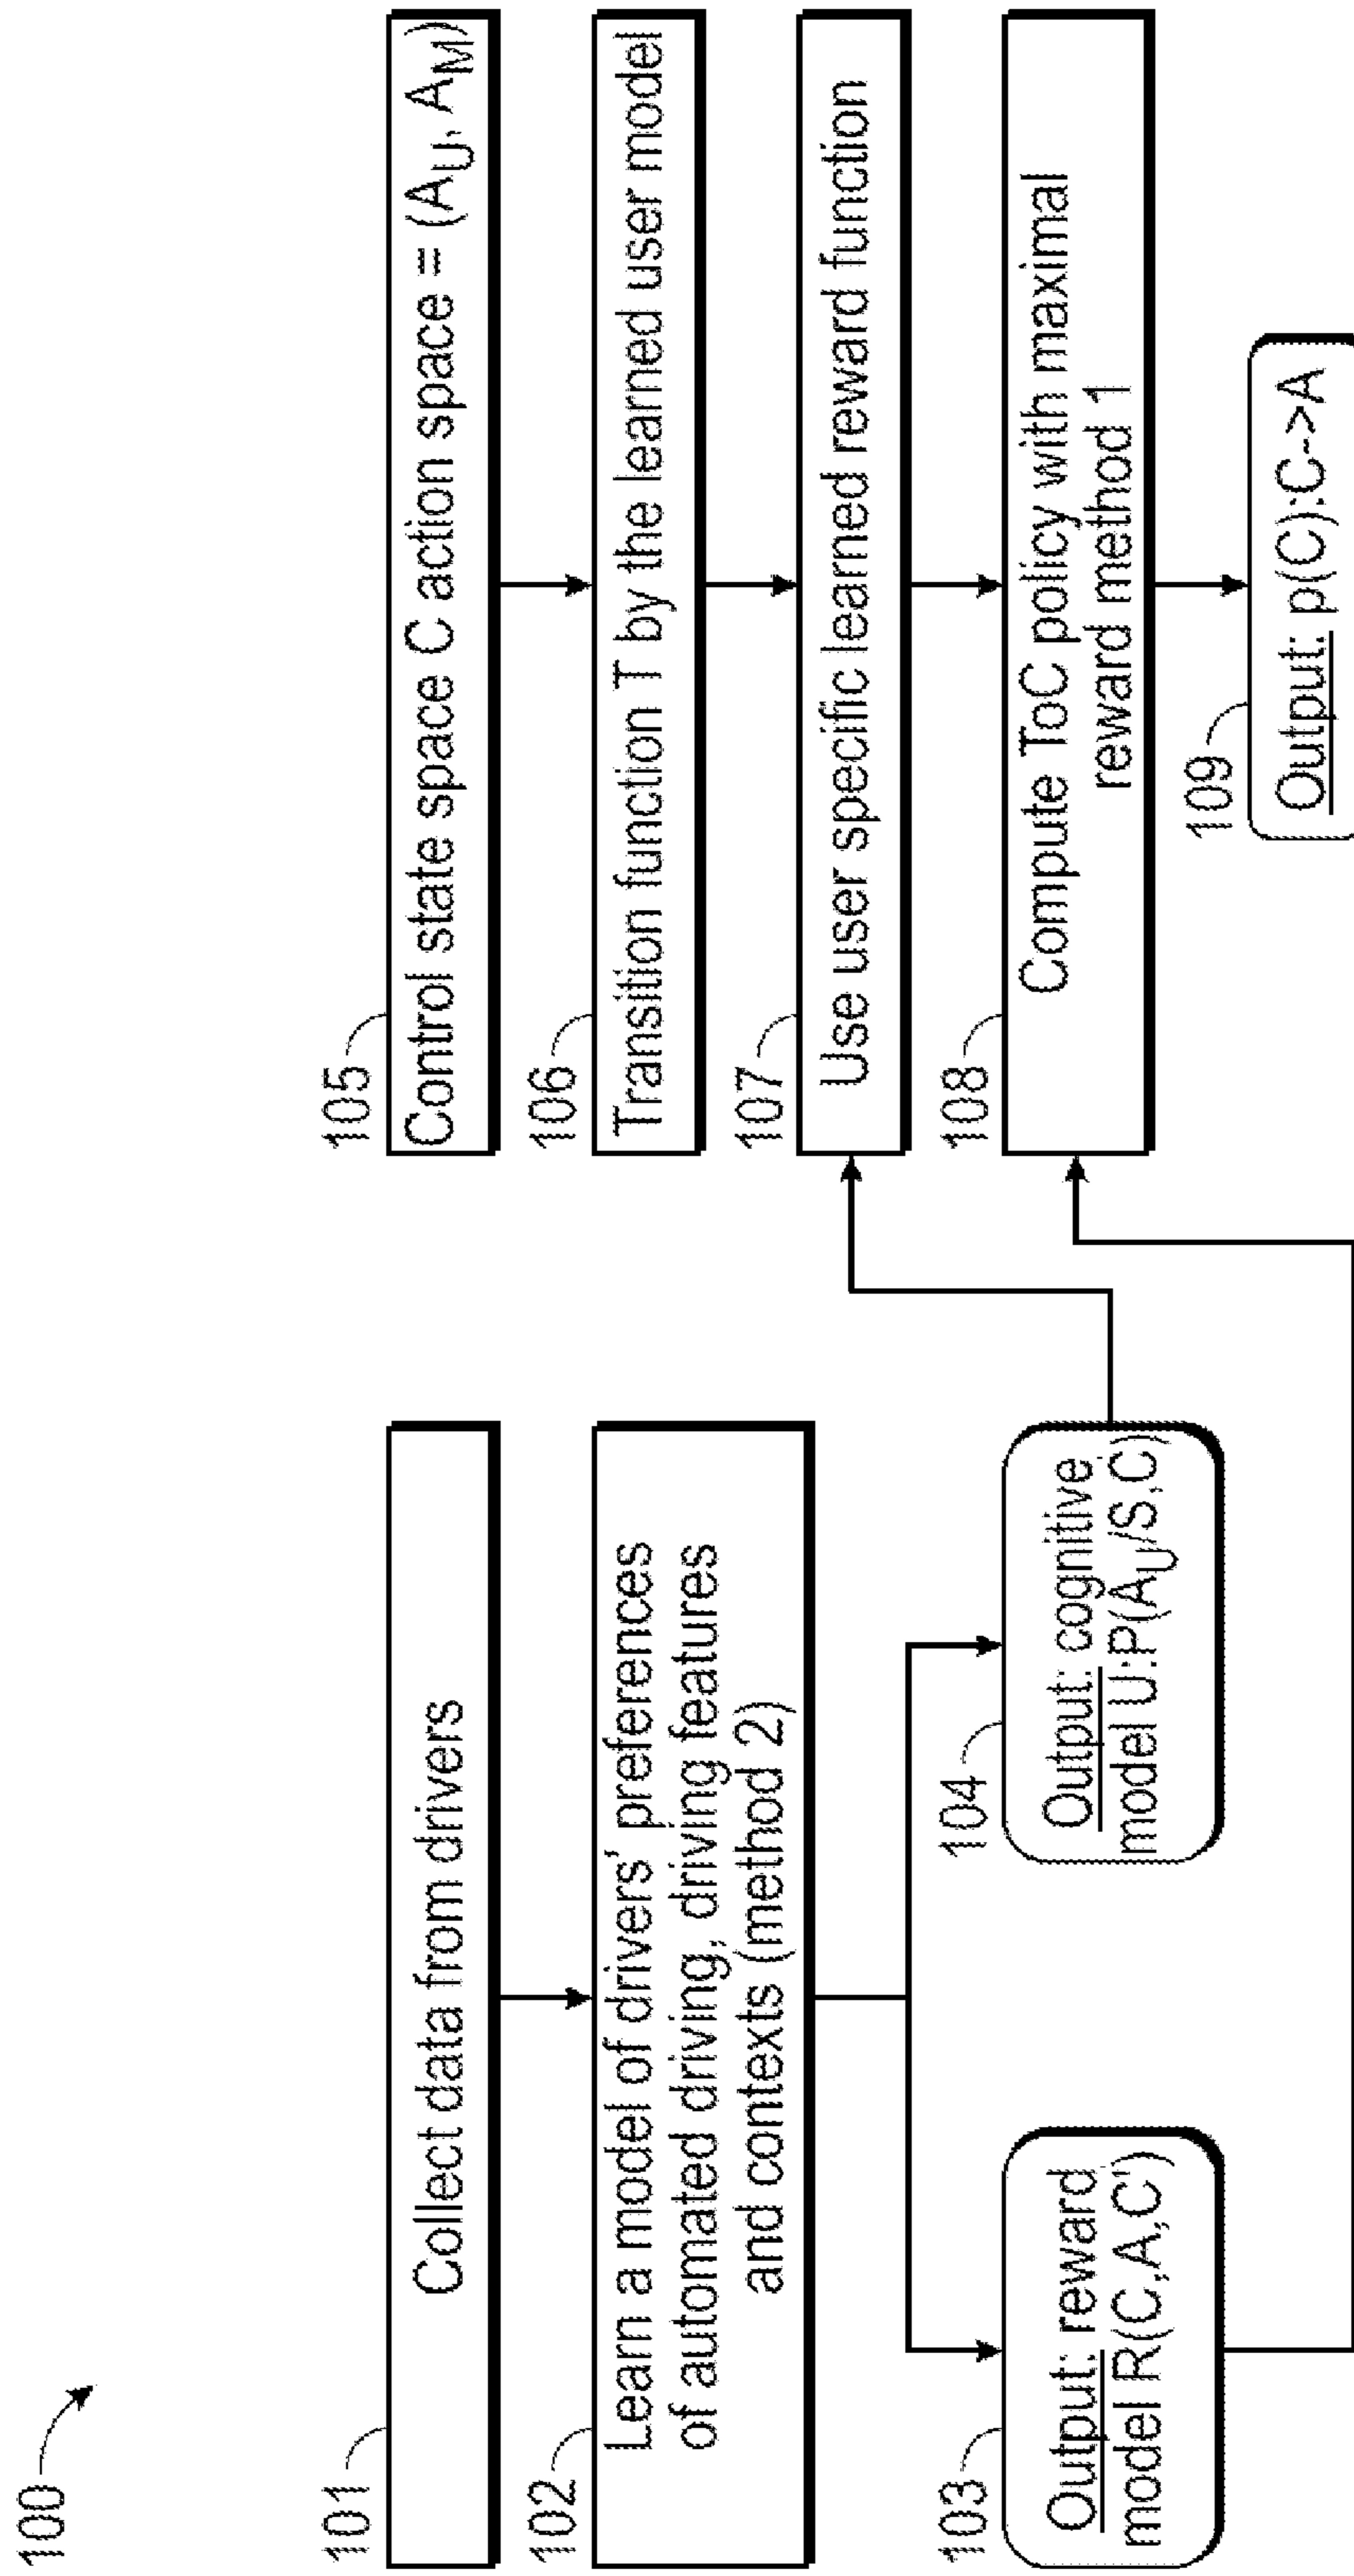 100
101
Collect data from drivers
102
Learn a model of drivers' preferences
of automated driving, driving features
and contexts (method 2)
103
Output: reward
model R(C,A,C')
104
Output: cognitive
model U:P(AU/S,C)
105
Control state space C action space = (AU, AM)
106
Transition function T by the learned user model
107
Use user specific learned reward function
108
Compute ToC policy with maximal
reward method 1
109
Output: p(C):C->A